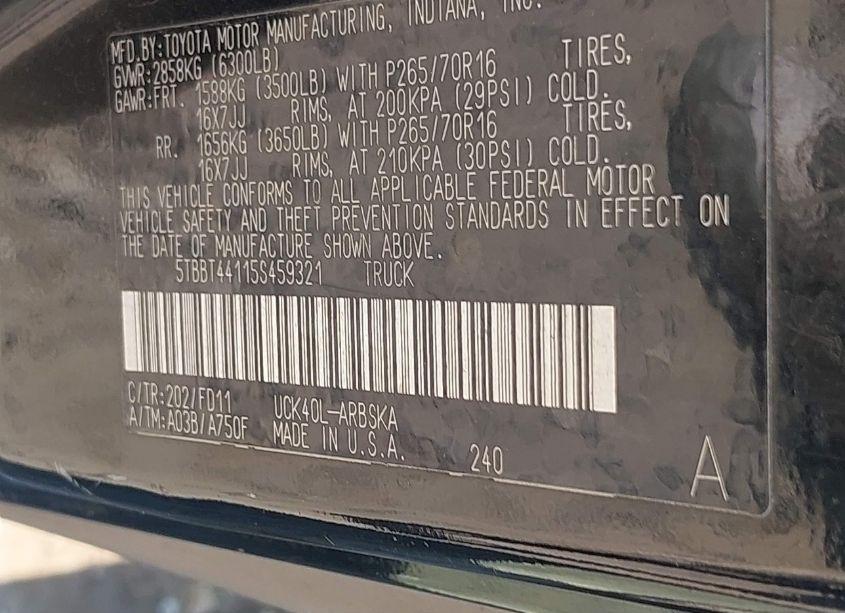 MFD. BY: TOYOTA MOTOR MANUFACTURING, INDIANA, INC.
GVWR: 2858KG (6300LB)
GAWR: FRT. 1588KG (3500LB) WITH P265/70R16 TIRES,
16X7JJ RIMS, AT 200KPA (29PSI) COLD.
RR. 1656KG (3650LB) WITH P265/70R16 TIRES,
16X7JJ RIMS, AT 210KPA (30PSI) COLD.
THIS VEHICLE CONFORMS TO ALL APPLICABLE FEDERAL MOTOR
VEHICLE SAFETY AND THEFT PREVENTION STANDARDS IN EFFECT ON
THE DATE OF MANUFACTURE SHOWN ABOVE.
5TBBT44115S459321 TRUCK
C/TR: 202/FD11 UCK40L-ARBSKA
A/TM: A03B/A750F MADE IN U.S.A. 240 A